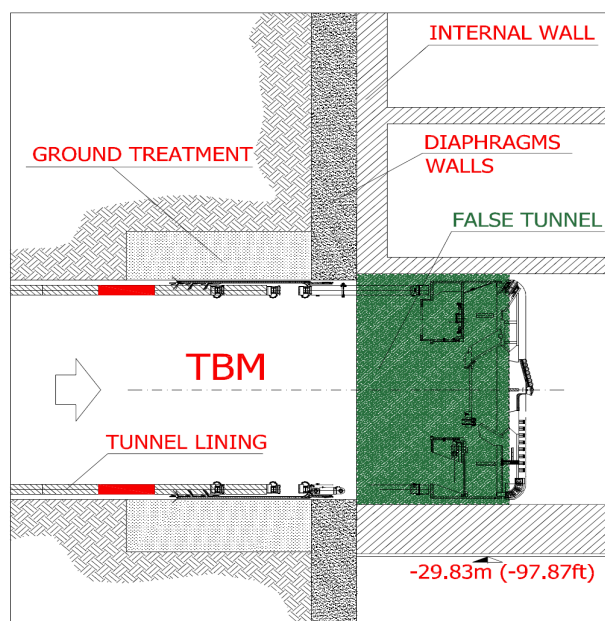 INTERNAL WALL
GROUND TREATMENT
DIAPHRAGMS
WALLS
FALSE TUNNEL
TBM
TUNNEL LINING
-29.83m (-97.87ft)